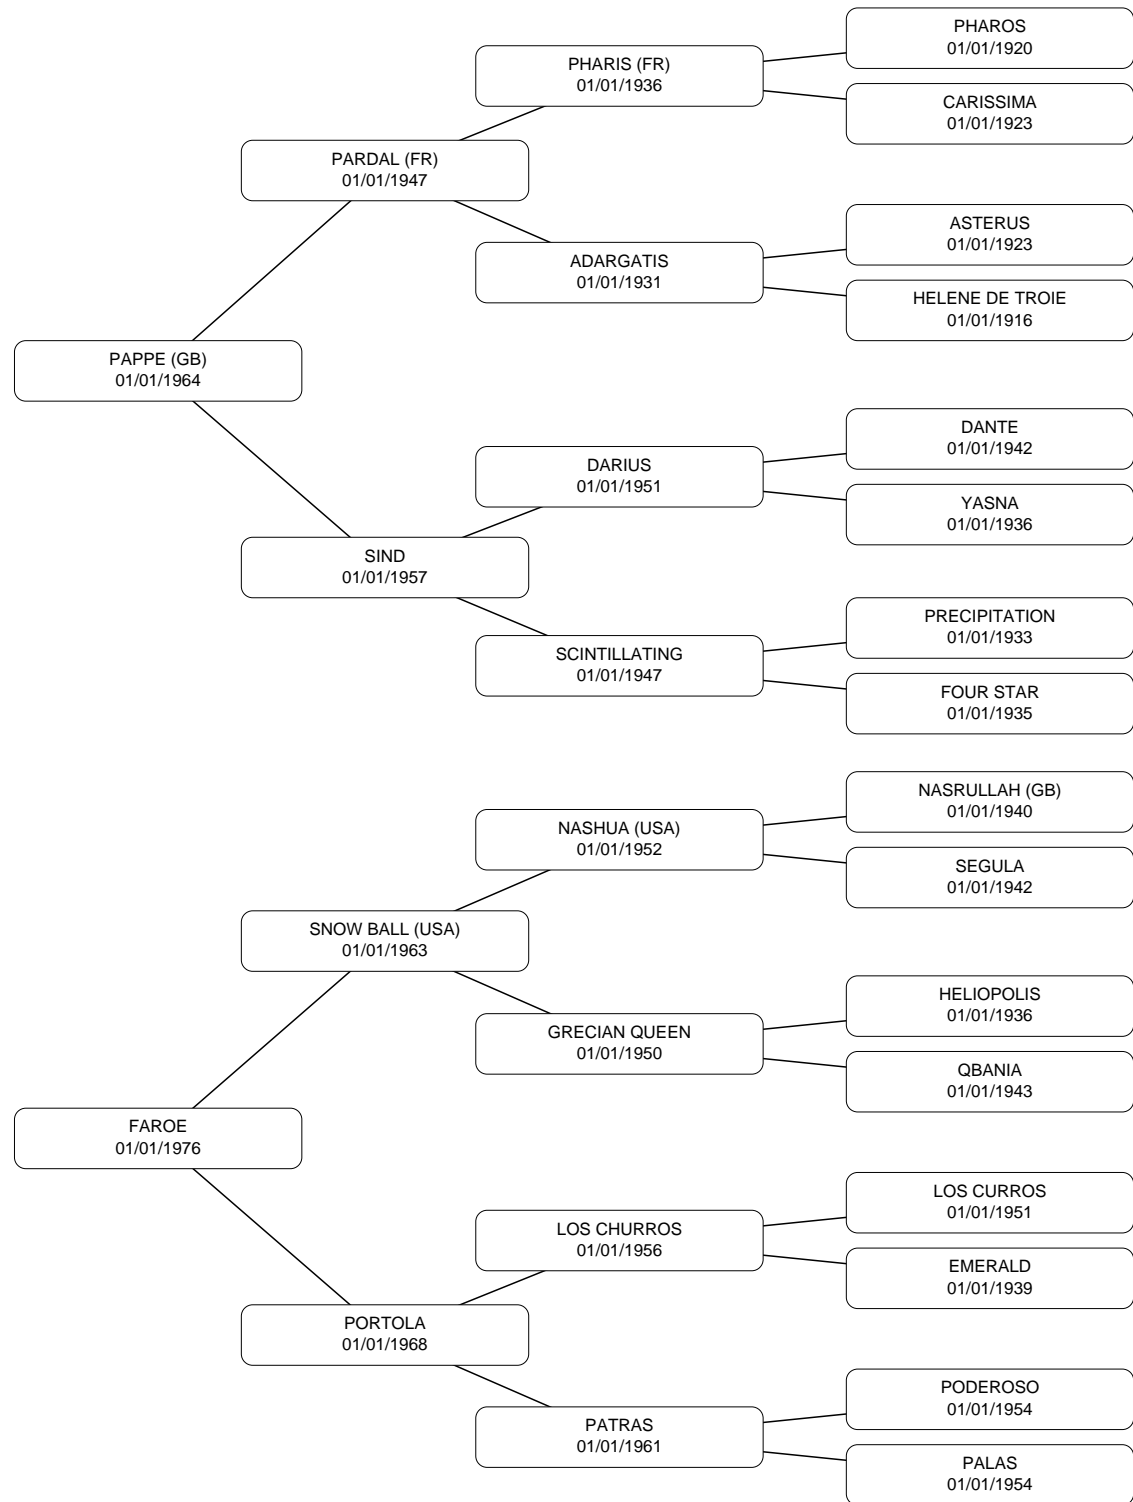 PHAROS
01/01/1920
PHARIS (FR)
01/01/1936
CARISSIMA
01/01/1923
PARDAL (FR)
01/01/1947
ASTERUS
01/01/1923
ADARGATIS
01/01/1931
HELENE DE TROIE
01/01/1916
PAPPE (GB)
01/01/1964
DANTE
01/01/1942
DARIUS
01/01/1951
YASNA
01/01/1936
SIND
01/01/1957
PRECIPITATION
01/01/1933
SCINTILLATING
01/01/1947
FOUR STAR
01/01/1935
NASRULLAH (GB)
01/01/1940
NASHUA (USA)
01/01/1952
SEGULA
01/01/1942
SNOW BALL (USA)
01/01/1963
HELIOPOLIS
01/01/1936
GRECIAN QUEEN
01/01/1950
QBANIA
01/01/1943
FAROE
01/01/1976
LOS CURROS
01/01/1951
LOS CHURROS
01/01/1956
EMERALD
01/01/1939
PORTOLA
01/01/1968
PODEROSO
01/01/1954
PATRAS
01/01/1961
PALAS
01/01/1954